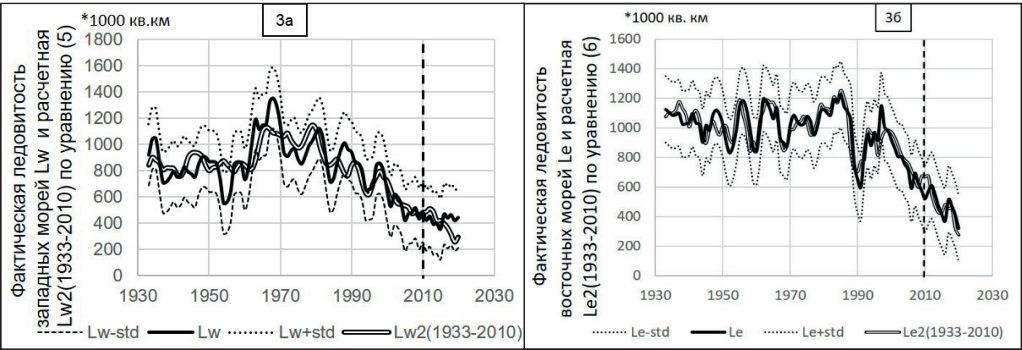 *1000 кв.км
3а
Фактическая ледовитость
западных морей Lw и расчетная
Lw2(1933-2010) по уравнению (5)
1800
1600
1400
1200
1000
800
600
400
200
0
1930 1950 1970 1990 2010 2030
Lw-std Lw Lw+std Lw2(1933-2010)
*1000 кв. км
3б
Фактическая ледовитость
восточных морей Le и расчетная
Le2(1933-2010) по уравнению (6)
1600
1400
1200
1000
800
600
400
200
0
1930 1950 1970 1990 2010 2030
Le-std Le Le+std Le2(1933-2010)